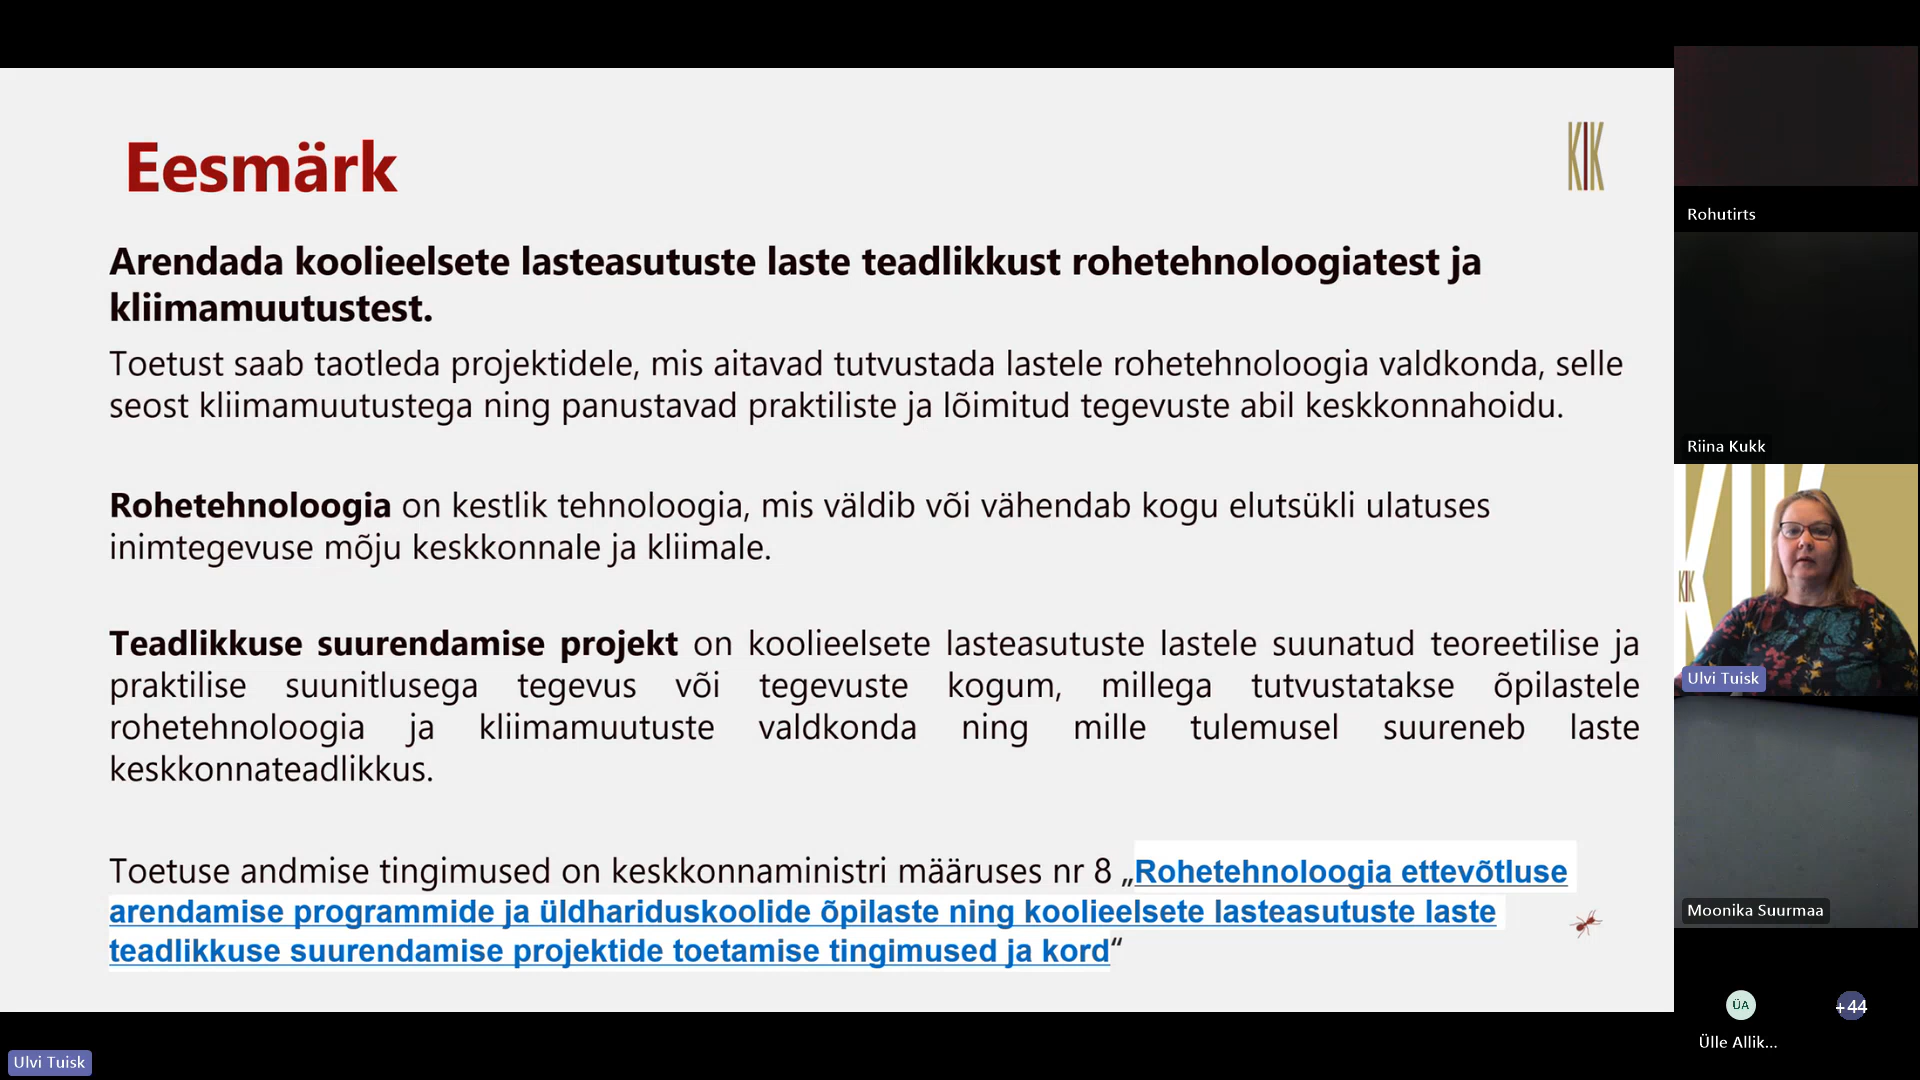 Eesmärk
KIK
Arendada koolieelsete lasteasutuste laste teadlikkust rohetehnoloogiatest ja
kliimamuutustest.
Toetust saab taotleda projektidele, mis aitavad tutvustada lastele rohetehnoloogia valdkonda, selle
seost kliimamuutustega ning panustavad praktiliste ja lõimitud tegevuste abil keskkonnahoidu.
Rohetehnoloogia on kestlik tehnoloogia, mis väldib või vähendab kogu elutsükli ulatuses
inimtegevuse mõju keskkonnale ja kliimale.
Teadlikkuse suurendamise projekt on koolieelsete lasteasutuste lastele suunatud teoreetilise ja
praktilise suunitlusega tegevus või tegevuste kogum, millega tutvustatakse õpilastele
rohetehnoloogia ja kliimamuutuste valdkonda ning mille tulemusel suureneb laste
keskkonnateadlikkus.
Toetuse andmise tingimused on keskkonnaministri määruses nr 8 „Rohetehnoloogia ettevõtluse
arendamise programmide ja üldhariduskoolide õpilaste ning koolieelsete lasteasutuste laste
teadlikkuse suurendamise projektide toetamise tingimused ja kord“
Ulvi Tuisk
Rohutirts
Riina Kukk
KIK
KIK
Ulvi Tuisk
Moonika Suurmaa
ÜA
+44
Ülle Allik...